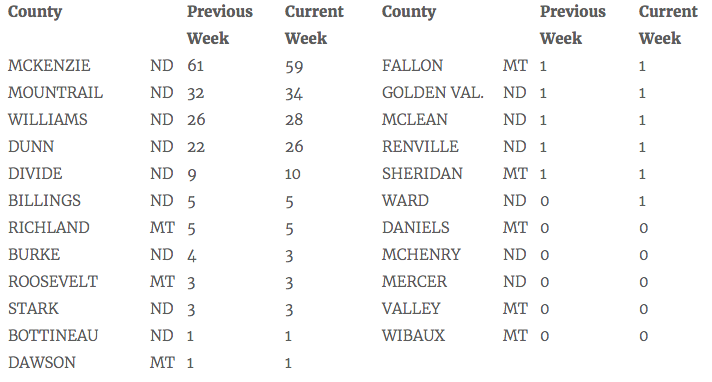 County Previous Week Current Week County Previous Week Current Week
MCKENZIE ND 61 59 FALLON MT 1 1
MOUNTRAIL ND 32 34 GOLDEN VAL. ND 1 1
WILLIAMS ND 26 28 MCLEAN ND 1 1
DUNN ND 22 26 RENVILLE ND 1 1
DIVIDE ND 9 10 SHERIDAN MT 1 1
BILLINGS ND 5 5 WARD ND 0 1
RICHLAND MT 5 5 DANIELS MT 0 0
BURKE ND 4 3 MCHENRY ND 0 0
ROOSEVELT MT 3 3 MERCER ND 0 0
STARK ND 3 3 VALLEY MT 0 0
BOTTINEAU ND 1 1 WIBAUX MT 0 0
DAWSON MT 1 1